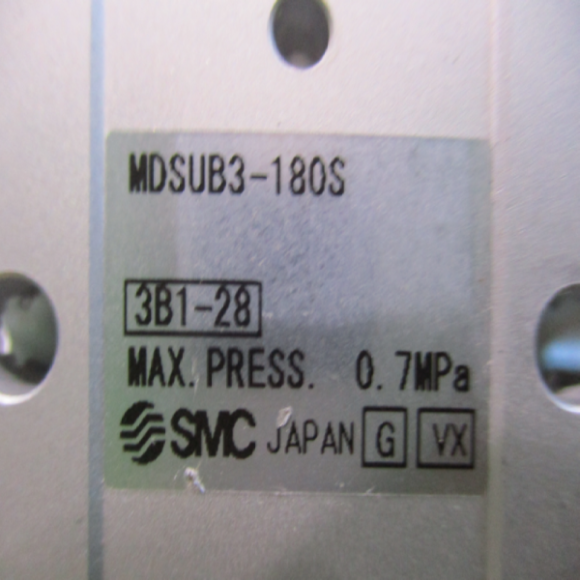 MDSUB3-180S
3B1-28
MAX. PRESS. 0.7MPa
SMC JAPAN G VX